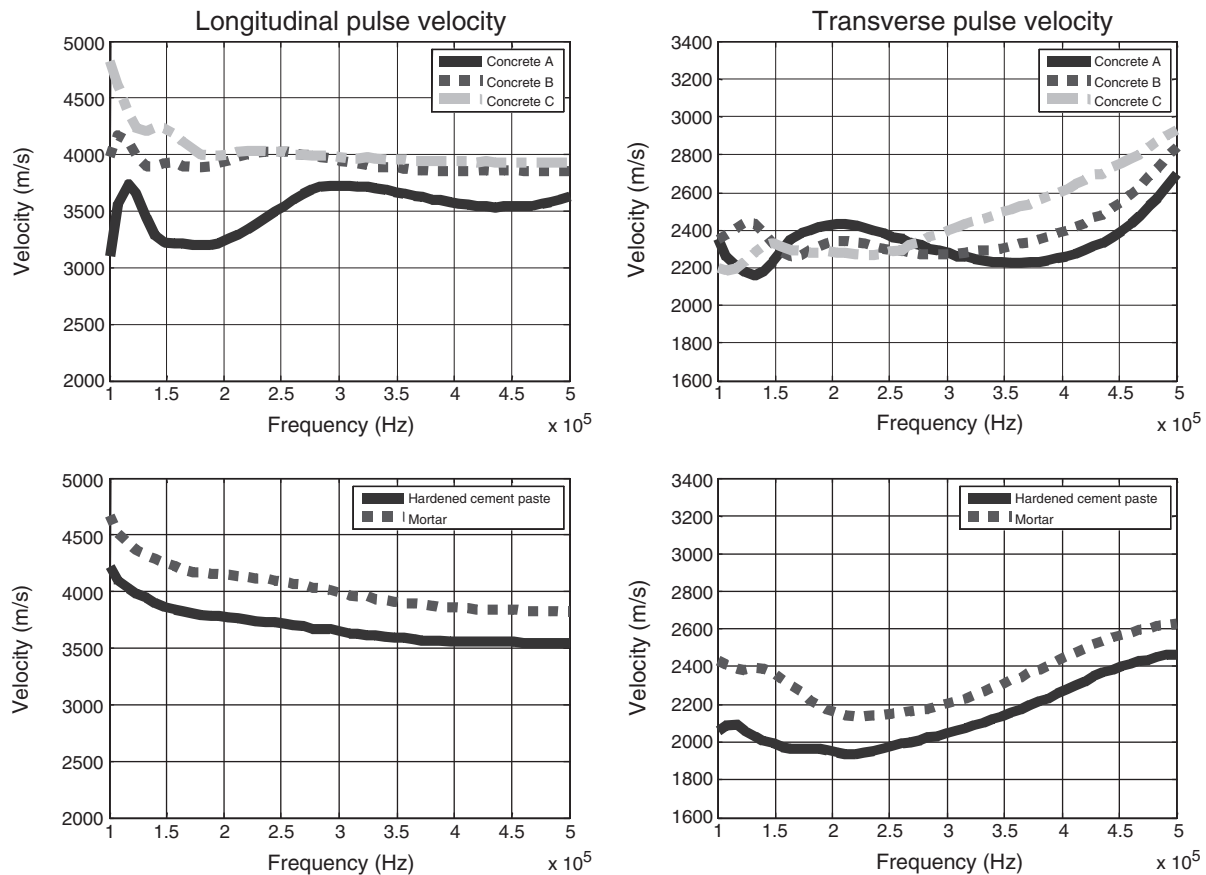 Longitudinal pulse velocity
5000
4500
4000
3500
3000
2500
2000
Velocity (m/s)
Concrete A
Concrete B
Concrete C
1 1.5 2 2.5 3 3.5 4 4.5 5
Frequency (Hz)
x 10^5
Transverse pulse velocity
3400
3200
3000
2800
2600
2400
2200
2000
1800
1600
Velocity (m/s)
Concrete A
Concrete B
Concrete C
1 1.5 2 2.5 3 3.5 4 4.5 5
Frequency (Hz)
x 10^5
5000
4500
4000
3500
3000
2500
2000
Velocity (m/s)
Hardened cement paste
Mortar
1 1.5 2 2.5 3 3.5 4 4.5 5
Frequency (Hz)
x 10^5
3400
3200
3000
2800
2600
2400
2200
2000
1800
1600
Velocity (m/s)
Hardened cement paste
Mortar
1 1.5 2 2.5 3 3.5 4 4.5 5
Frequency (Hz)
x 10^5